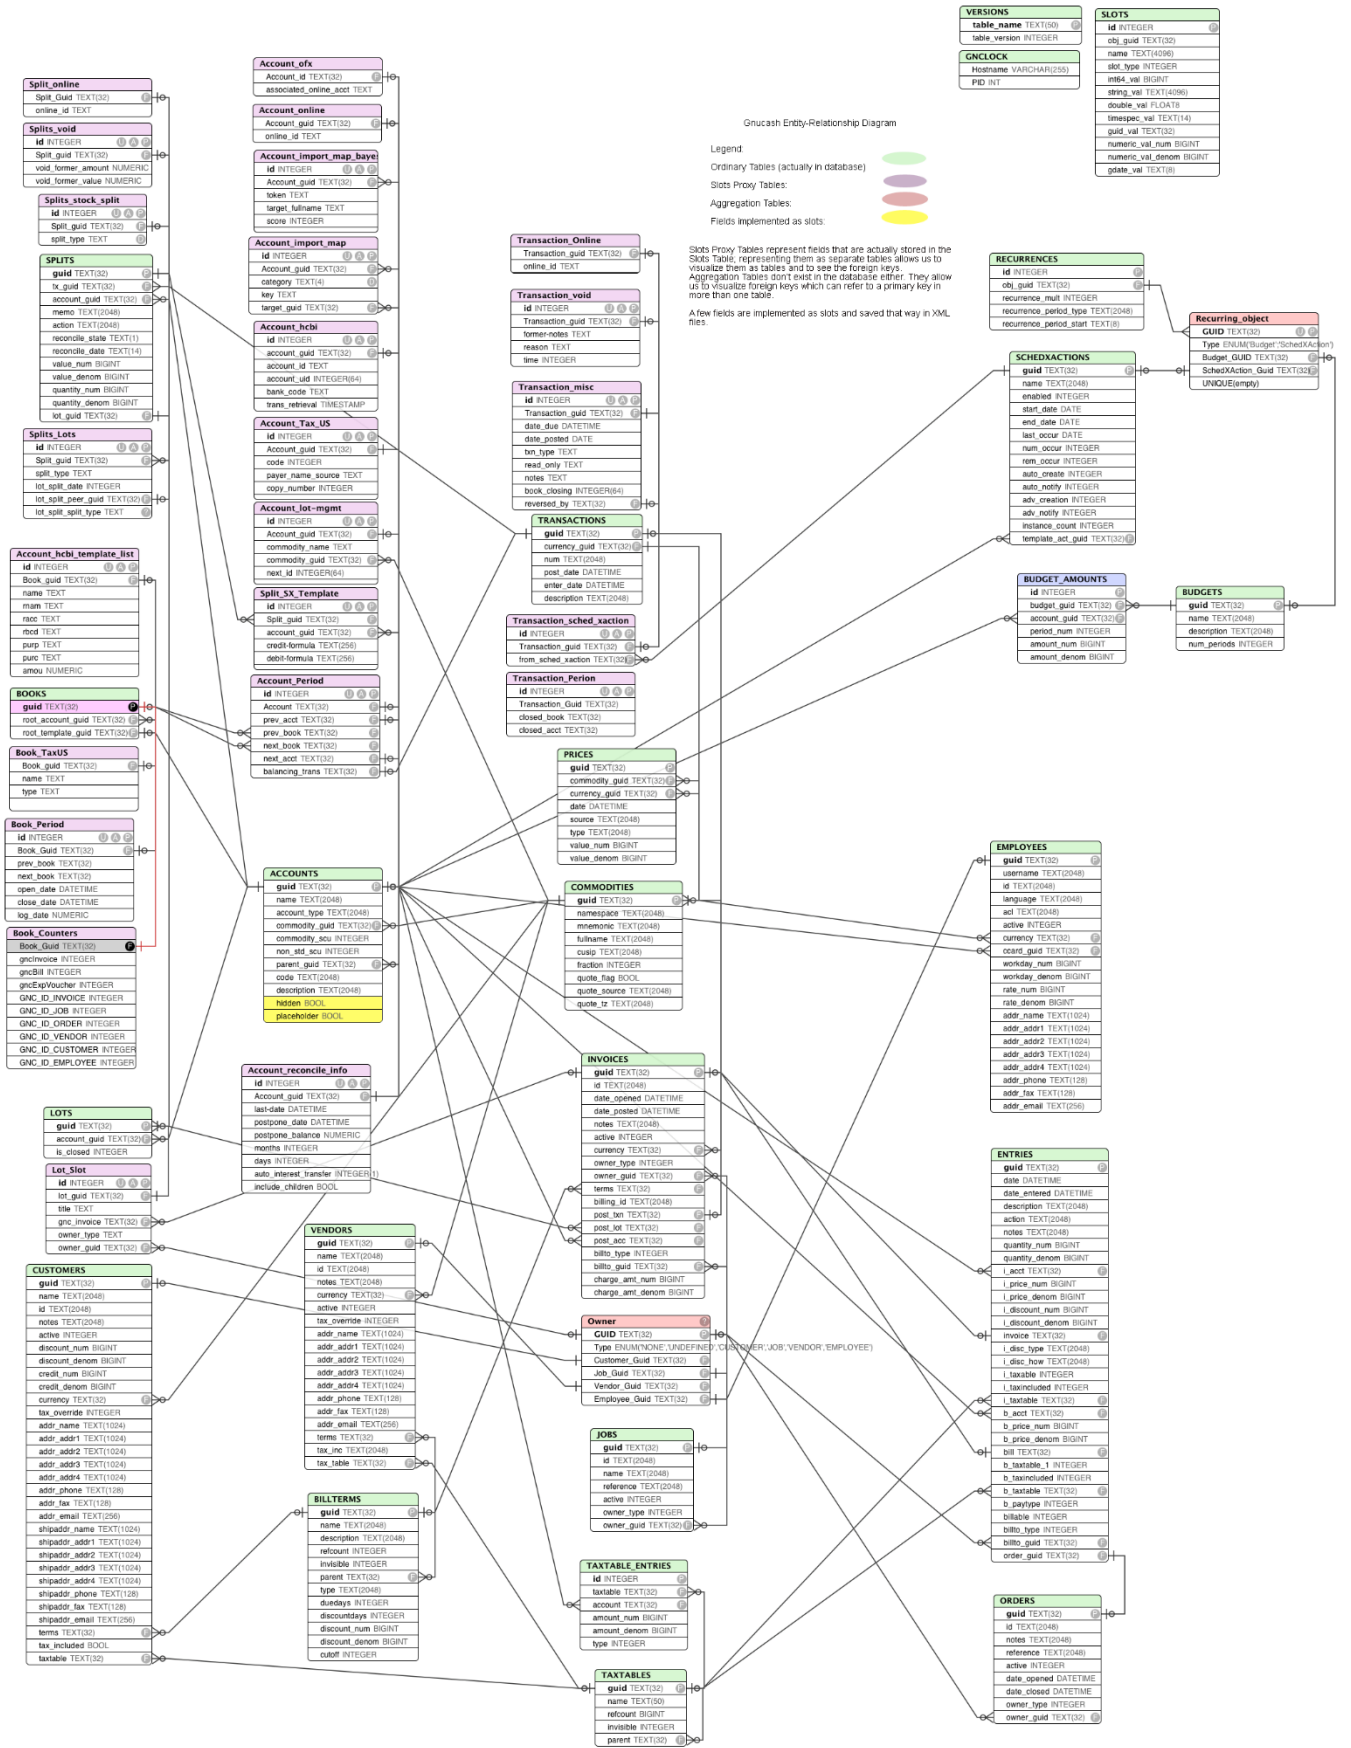 VERSIONS
table_name TEXT(50)
table_version INTEGER
GNCLOCK
Hostname VARCHAR(255)
PID INT
SLOTS
id INTEGER
obj_guid TEXT(32)
name TEXT(4096)
slot_type INTEGER
int64_val BIGINT
string_val TEXT(4096)
double_val FLOAT8
timespec_val TEXT(14)
guid_val TEXT(32)
numeric_val_num BIGINT
numeric_val_denom BIGINT
gdate_val TEXT(8)
Gnucash Entity-Relationship Diagram
Legend:
Ordinary Tables (actually in database)
Slots Proxy Tables:
Aggregation Tables:
Fields implemented as slots:
Slots Proxy Tables represent fields that are actually stored in the
Slots Table; representing them as separate tables allows us to
visualize them as tables and to see the foreign keys.
Aggregation Tables don't exist in the database either. They allow
us to visualize foreign keys which can refer to a primary key in
more than one table.
A few fields are implemented as slots and saved that way in XML
files.
Split_online
Split_Guid TEXT(32)
online_id TEXT
Splits_void
id INTEGER
Split_guid TEXT(32)
void_former_amount NUMERIC
void_former_value NUMERIC
Splits_stock_split
id INTEGER
Split_guid TEXT(32)
split_type TEXT
SPLITS
guid TEXT(32)
tx_guid TEXT(32)
account_guid TEXT(32)
memo TEXT(2048)
action TEXT(2048)
reconcile_state TEXT(1)
reconcile_date TEXT(14)
value_num BIGINT
value_denom BIGINT
quantity_num BIGINT
quantity_denom BIGINT
lot_guid TEXT(32)
Splits_Lots
id INTEGER
Split_guid TEXT(32)
split_type TEXT
lot_split_date INTEGER
lot_split_peer_guid TEXT(32)
lot_split_split_type TEXT
Account_hcbi_template_list
id INTEGER
Book_guid TEXT(32)
name TEXT
rnam TEXT
racc TEXT
rbcd TEXT
purp TEXT
purc TEXT
amou NUMERIC
BOOKS
guid TEXT(32)
root_account_guid TEXT(32)
root_template_guid TEXT(32)
Book_TaxUS
Book_guid TEXT(32)
name TEXT
type TEXT
Book_Period
id INTEGER
Book_Guid TEXT(32)
prev_book TEXT(32)
next_book TEXT(32)
open_date DATETIME
close_date DATETIME
log_date NUMERIC
Book_Counters
Book_Guid TEXT(32)
gncInvoice INTEGER
gncBill INTEGER
gncExpVoucher INTEGER
GNC_ID_INVOICE INTEGER
GNC_ID_JOB INTEGER
GNC_ID_ORDER INTEGER
GNC_ID_VENDOR INTEGER
GNC_ID_CUSTOMER INTEGER
GNC_ID_EMPLOYEE INTEGER
LOTS
guid TEXT(32)
account_guid TEXT(32)
is_closed INTEGER
Lot_Slot
id INTEGER
lot_guid TEXT(32)
title TEXT
gnc_invoice TEXT(32)
owner_type TEXT
owner_guid TEXT(32)
CUSTOMERS
guid TEXT(32)
name TEXT(2048)
id TEXT(2048)
notes TEXT(2048)
active INTEGER
discount_num BIGINT
discount_denom BIGINT
credit_num BIGINT
credit_denom BIGINT
currency TEXT(32)
tax_override INTEGER
addr_name TEXT(1024)
addr_addr1 TEXT(1024)
addr_addr2 TEXT(1024)
addr_addr3 TEXT(1024)
addr_addr4 TEXT(1024)
addr_phone TEXT(128)
addr_fax TEXT(128)
addr_email TEXT(256)
shipaddr_name TEXT(1024)
shipaddr_addr1 TEXT(1024)
shipaddr_addr2 TEXT(1024)
shipaddr_addr3 TEXT(1024)
shipaddr_addr4 TEXT(1024)
shipaddr_phone TEXT(128)
shipaddr_fax TEXT(128)
shipaddr_email TEXT(256)
terms TEXT(32)
tax_included BOOL
taxtable TEXT(32)
Account_ofx
Account_id TEXT(32)
associated_online_acct TEXT
Account_online
Account_guid TEXT(32)
online_id TEXT
Account_import_map_baye
id INTEGER
Account_guid TEXT(32)
token TEXT
target_fullname TEXT
score INTEGER
Account_import_map
id INTEGER
Account_guid TEXT(32)
category TEXT(4)
key TEXT
target_guid TEXT(32)
Account_hcbi
id INTEGER
account_guid TEXT(32)
account_id TEXT
account_uid INTEGER(64)
bank_code TEXT
trans_retrieval TIMESTAMP
Account_Tax_US
id INTEGER
Account_guid TEXT(32)
code INTEGER
payer_name_source TEXT
copy_number INTEGER
Account_lot-mgmt
id INTEGER
Account_guid TEXT(32)
commodity_name TEXT
commodity_guid TEXT(32)
next_id INTEGER(64)
Split_SX_Template
id INTEGER
Split_guid TEXT(32)
account_guid TEXT(32)
credit-formula TEXT(256)
debit-formula TEXT(256)
Account_Period
id INTEGER
Account TEXT(32)
prev_acct TEXT(32)
prev_book TEXT(32)
next_book TEXT(32)
next_acct TEXT(32)
balancing_trans TEXT(32)
ACCOUNTS
guid TEXT(32)
name TEXT(2048)
account_type TEXT(2048)
commodity_guid TEXT(32)
commodity_scu INTEGER
non_std_scu INTEGER
parent_guid TEXT(32)
code TEXT(2048)
description TEXT(2048)
hidden BOOL
placeholder BOOL
Account_reconcile_info
id INTEGER
Account_guid TEXT(32)
last-date DATETIME
postpone_date DATETIME
postpone_balance NUMERIC
months INTEGER
days INTEGER
auto_interest_transfer INTEGER(1)
include_children BOOL
VENDORS
guid TEXT(32)
name TEXT(2048)
id TEXT(2048)
notes TEXT(2048)
currency TEXT(32)
active INTEGER
tax_override INTEGER
addr_name TEXT(1024)
addr_addr1 TEXT(1024)
addr_addr2 TEXT(1024)
addr_addr3 TEXT(1024)
addr_addr4 TEXT(1024)
addr_phone TEXT(128)
addr_fax TEXT(128)
addr_email TEXT(256)
terms TEXT(32)
tax_inc TEXT(2048)
tax_table TEXT(32)
BILLTERMS
guid TEXT(32)
name TEXT(2048)
description TEXT(2048)
refcount INTEGER
invisible INTEGER
parent TEXT(32)
type TEXT(2048)
duedays INTEGER
discountdays INTEGER
discount_num BIGINT
discount_denom BIGINT
cutoff INTEGER
Transaction_Online
Transaction_guid TEXT(32)
online_id TEXT
Transaction_void
id INTEGER
Transaction_guid TEXT(32)
former-notes TEXT
reason TEXT
time INTEGER
Transaction_misc
id INTEGER
Transaction_guid TEXT(32)
date_due DATETIME
date_posted DATE
txn_type TEXT
read_only TEXT
notes TEXT
book_closing INTEGER(64)
reversed_by TEXT(32)
TRANSACTIONS
guid TEXT(32)
currency_guid TEXT(32)
num TEXT(2048)
post_date DATETIME
enter_date DATETIME
description TEXT(2048)
Transaction_sched_xaction
id INTEGER
Transaction_guid TEXT(32)
from_sched_xaction TEXT(32)
Transaction_Perion
id INTEGER
Transaction_Guid TEXT(32)
closed_book TEXT(32)
closed_acct TEXT(32)
PRICES
guid TEXT(32)
commodity_guid TEXT(32)
currency_guid TEXT(32)
date DATETIME
source TEXT(2048)
type TEXT(2048)
value_num BIGINT
value_denom BIGINT
COMMODITIES
guid TEXT(32)
namespace TEXT(2048)
mnemonic TEXT(2048)
fullname TEXT(2048)
cusip TEXT(2048)
fraction INTEGER
quote_flag BOOL
quote_source TEXT(2048)
quote_tz TEXT(2048)
INVOICES
guid TEXT(32)
id TEXT(2048)
date_opened DATETIME
date_posted DATETIME
notes TEXT(2048)
active INTEGER
currency TEXT(32)
owner_type INTEGER
owner_guid TEXT(32)
terms TEXT(32)
billing_id TEXT(2048)
post_txn TEXT(32)
post_lot TEXT(32)
post_acc TEXT(32)
billto_type INTEGER
billto_guid TEXT(32)
charge_amt_num BIGINT
charge_amt_denom BIGINT
Owner
GUID TEXT(32)
Type ENUM('NONE','UNDEFINED','CUSTOMER','JOB','VENDOR','EMPLOYEE')
Customer_Guid TEXT(32)
Job_Guid TEXT(32)
Vendor_Guid TEXT(32)
Employee_Guid TEXT(32)
JOBS
guid TEXT(32)
id TEXT(2048)
name TEXT(2048)
reference TEXT(2048)
active INTEGER
owner_type INTEGER
owner_guid TEXT(32)
TAXTABLE_ENTRIES
id INTEGER
taxtable TEXT(32)
account TEXT(32)
amount_num BIGINT
amount_denom BIGINT
type INTEGER
TAXTABLES
guid TEXT(32)
name TEXT(50)
refcount BIGINT
invisible INTEGER
parent TEXT(32)
RECURRENCES
id INTEGER
obj_guid TEXT(32)
recurrence_mult INTEGER
recurrence_period_type TEXT(2048)
recurrence_period_start TEXT(8)
Recurring_object
GUID TEXT(32)
Type ENUM('Budget','SchedXAction')
Budget_GUID TEXT(32)
SchedXAction_Guid TEXT(32)
UNIQUE(empty)
SCHEDXACTIONS
guid TEXT(32)
name TEXT(2048)
enabled INTEGER
start_date DATE
end_date DATE
last_occur DATE
num_occur INTEGER
rem_occur INTEGER
auto_create INTEGER
auto_notify INTEGER
adv_creation INTEGER
adv_notify INTEGER
instance_count INTEGER
template_act_guid TEXT(32)
BUDGET_AMOUNTS
id INTEGER
budget_guid TEXT(32)
account_guid TEXT(32)
period_num INTEGER
amount_num BIGINT
amount_denom BIGINT
BUDGETS
guid TEXT(32)
name TEXT(2048)
description TEXT(2048)
num_periods INTEGER
EMPLOYEES
guid TEXT(32)
username TEXT(2048)
id TEXT(2048)
language TEXT(2048)
acl TEXT(2048)
active INTEGER
currency TEXT(32)
ccard_guid TEXT(32)
workday_num BIGINT
workday_denom BIGINT
rate_num BIGINT
rate_denom BIGINT
addr_name TEXT(1024)
addr_addr1 TEXT(1024)
addr_addr2 TEXT(1024)
addr_addr3 TEXT(1024)
addr_addr4 TEXT(1024)
addr_phone TEXT(128)
addr_fax TEXT(128)
addr_email TEXT(256)
ENTRIES
guid TEXT(32)
date DATETIME
date_entered DATETIME
description TEXT(2048)
action TEXT(2048)
notes TEXT(2048)
quantity_num BIGINT
quantity_denom BIGINT
i_acct TEXT(32)
i_price_num BIGINT
i_price_denom BIGINT
i_discount_num BIGINT
i_discount_denom BIGINT
invoice TEXT(32)
i_disc_type TEXT(2048)
i_disc_how TEXT(2048)
i_taxable INTEGER
i_taxincluded INTEGER
i_taxtable TEXT(32)
b_acct TEXT(32)
b_price_num BIGINT
b_price_denom BIGINT
bill TEXT(32)
b_taxtable_1 INTEGER
b_taxincluded INTEGER
b_taxtable TEXT(32)
b_paytype INTEGER
billable INTEGER
billto_type INTEGER
billto_guid TEXT(32)
order_guid TEXT(32)
ORDERS
guid TEXT(32)
id TEXT(2048)
notes TEXT(2048)
reference TEXT(2048)
active INTEGER
date_opened DATETIME
date_closed DATETIME
owner_type INTEGER
owner_guid TEXT(32)